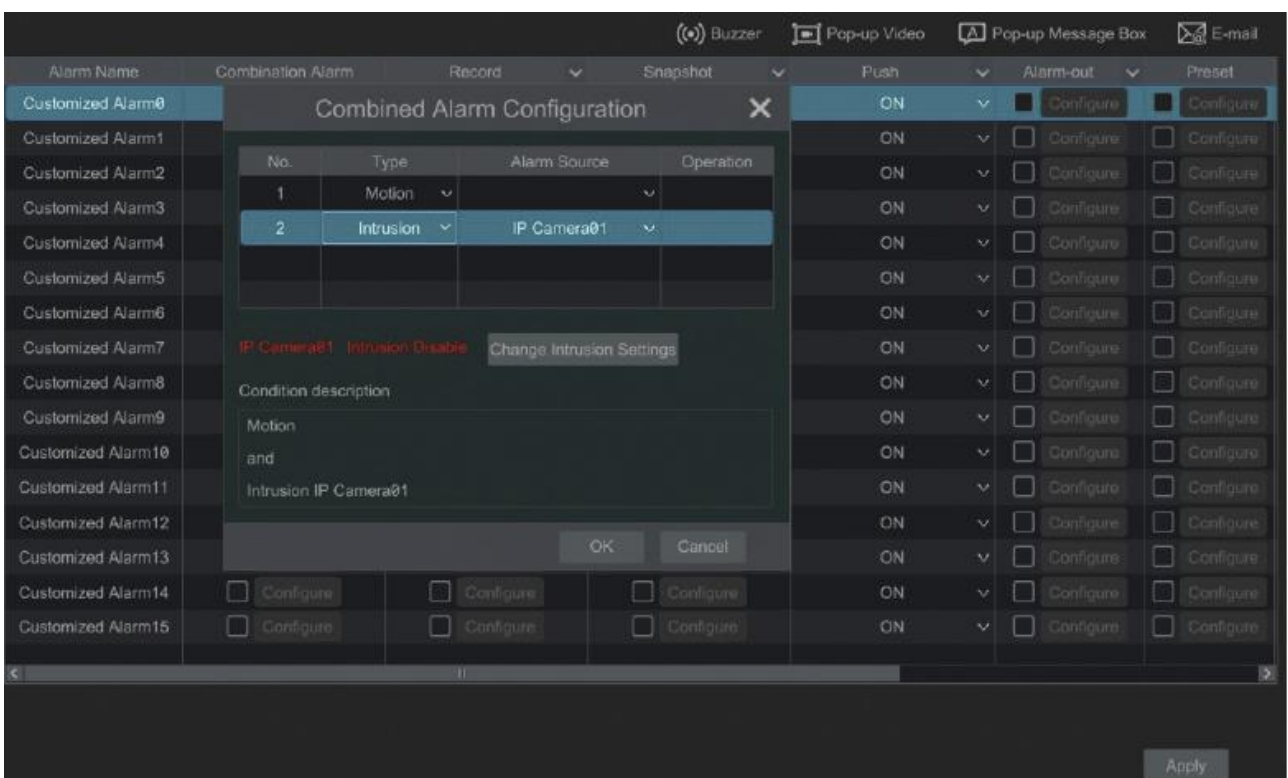 Buzzer Pop-up Video Pop-up Message Box E-mail
Alarm Name Combination Alarm Record Snapshot Push Alarm-out Preset
Customized Alarm0 ON Configure Configure
Combined Alarm Configuration
Customized Alarm1 ON Configure Configure
No. Type Alarm Source Operation
Customized Alarm2 ON Configure Configure
1 Motion
Customized Alarm3 ON Configure Configure
2 Intrusion IP Camera01
Customized Alarm4 ON Configure Configure
Customized Alarm5 ON Configure Configure
Customized Alarm6 ON Configure Configure
Customized Alarm7 IP Camera01 Intrusion Disable Change Intrusion Settings ON Configure Configure
Customized Alarm8 Condition description ON Configure Configure
Customized Alarm9 Motion ON Configure Configure
Customized Alarm10 and ON Configure Configure
Customized Alarm11 Intrusion IP Camera01 ON Configure Configure
Customized Alarm12 ON Configure Configure
OK Cancel
Customized Alarm13 ON Configure Configure
Customized Alarm14 Configure Configure Configure ON Configure Configure
Customized Alarm15 Configure Configure Configure ON Configure Configure
Apply